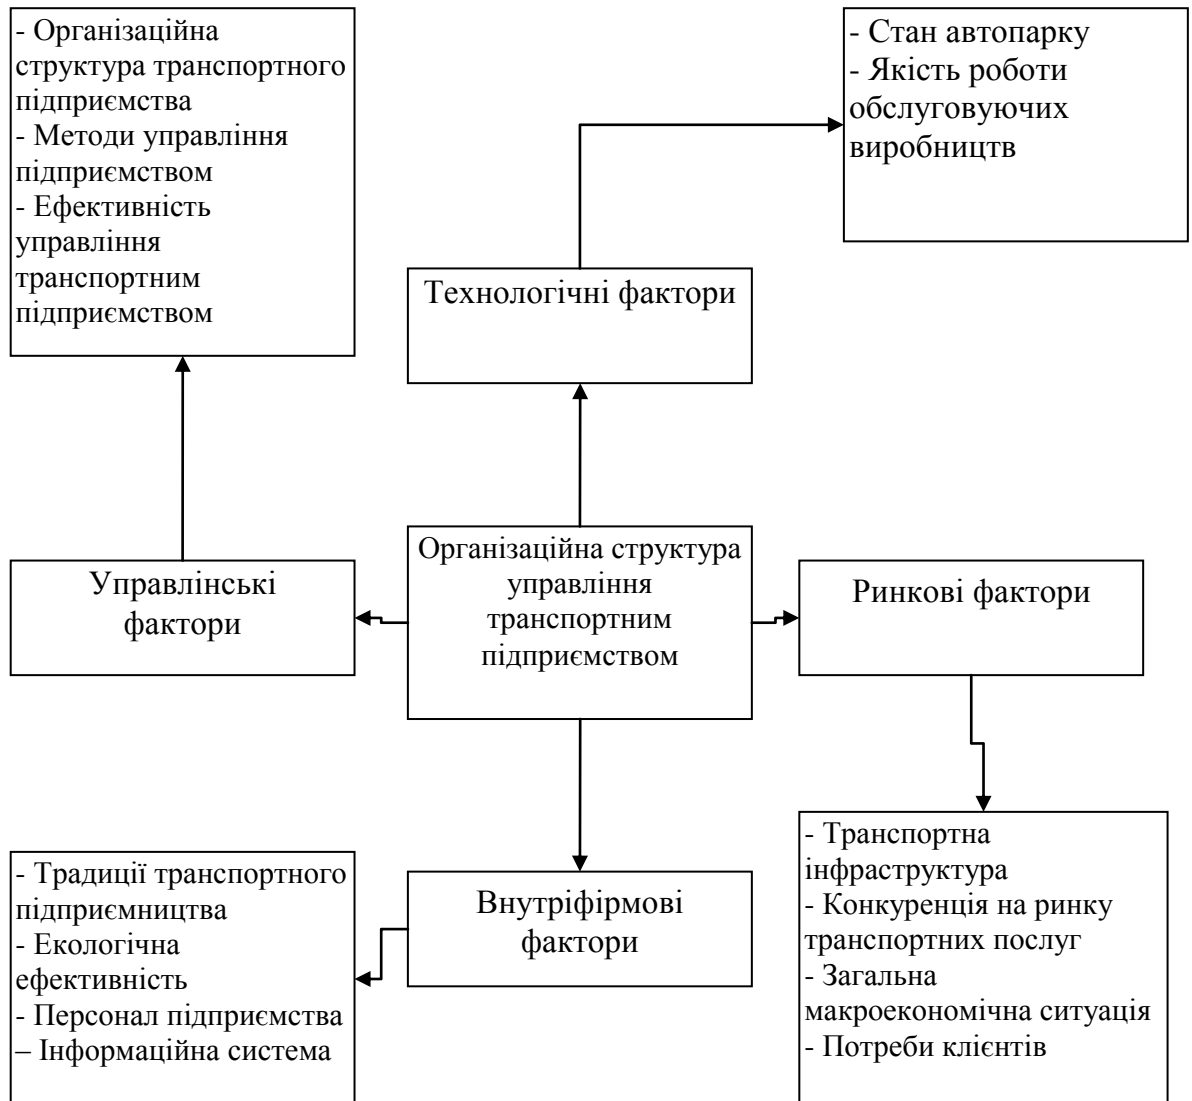 - Організаційна
структура транспортного
підприємства
- Методи управління
підприємством
- Ефективність
управління
транспортним
підприємством
- Стан автопарку
- Якість роботи
обслуговуючих
виробництв
Технологічні фактори
Управлінські
фактори
Організаційна структура
управління
транспортним
підприємством
Ринкові фактори
- Традиції транспортного
підприємництва
- Екологічна
ефективність
- Персонал підприємства
– Інформаційна система
Внутріфірмові
фактори
- Транспортна
інфраструктура
- Конкуренція на ринку
транспортних послуг
- Загальна
макроекономічна ситуація
- Потреби клієнтів